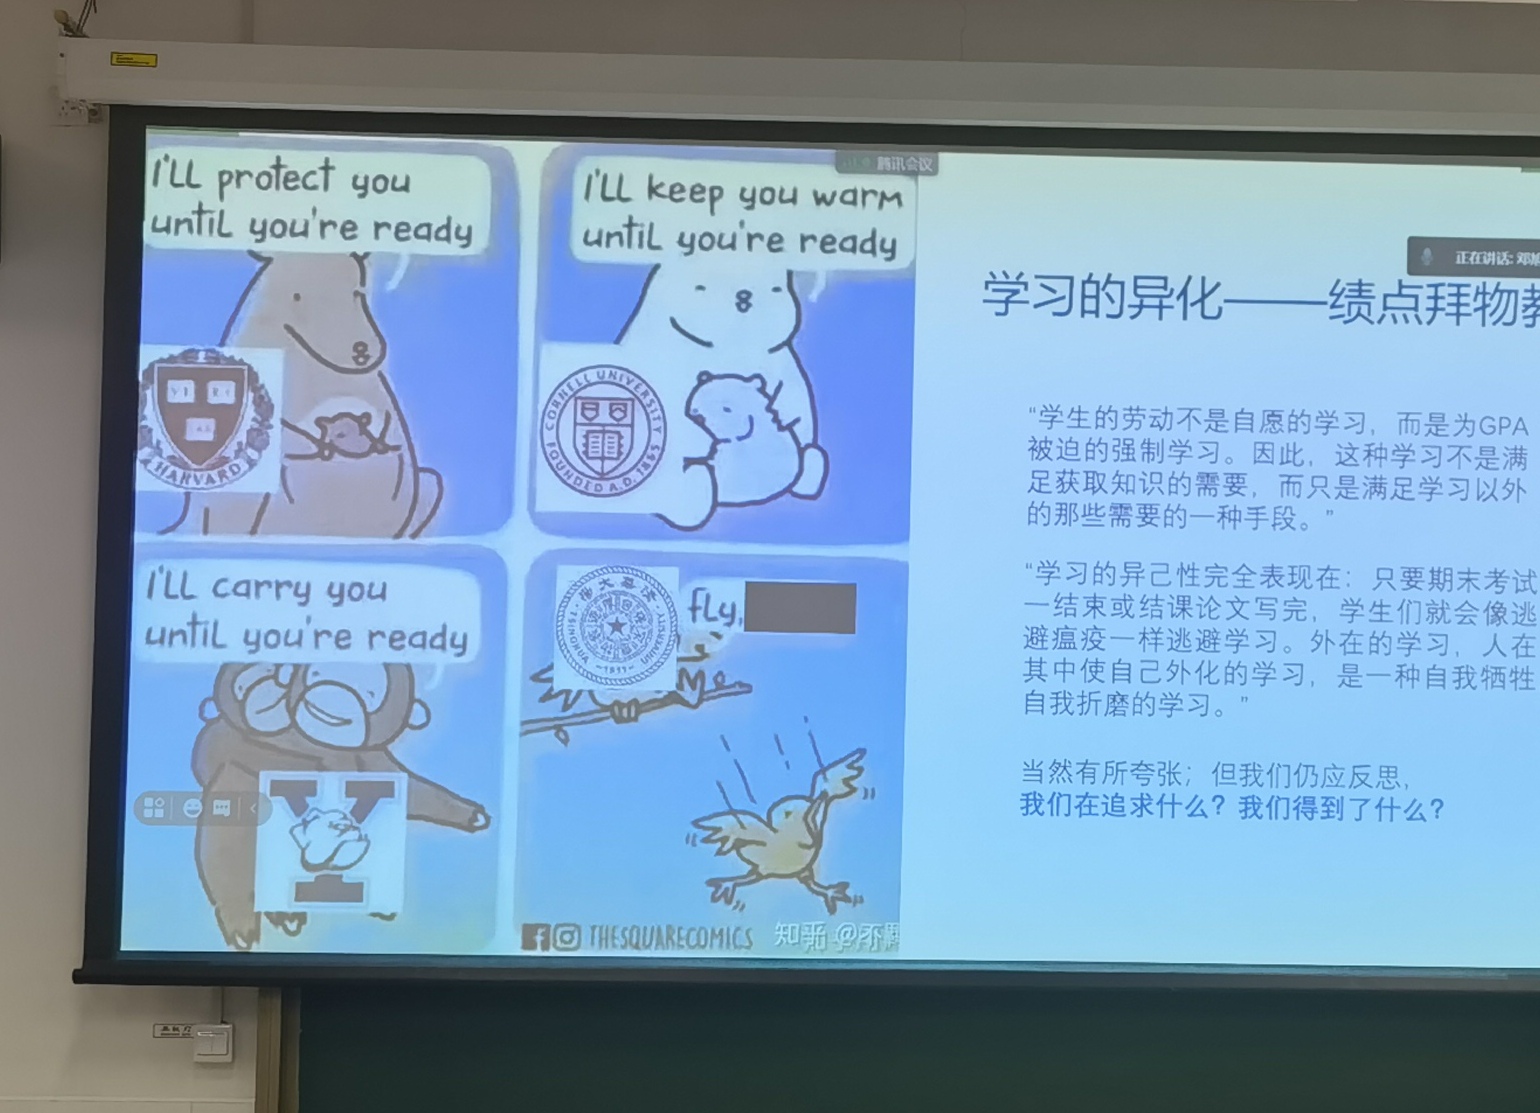 I'LL protect you
until you're ready
I'LL keep you warm
until you're ready
腾讯会议
VE RI
TAS
HARVARD
CORNELL UNIVERSITY
FOUNDED A.D. 1865
I'LL carry you
until you're ready
fly,
清华大学
TSINGHUA UNIVERSITY
1911
Y
THESQUARECOMICS
知乎 @不
正在讲话: 邓
学习的异化——绩点拜物教
“学生的劳动不是自愿的学习，而是为GPA
被迫的强制学习。因此，这种学习不是满
足获取知识的需要，而只是满足学习以外
的那些需要的一种手段。”
“学习的异己性完全表现在：只要期末考试
一结束或结课论文写完，学生们就会像逃
避瘟疫一样逃避学习。外在的学习，人在
其中使自己外化的学习，是一种自我牺牲
自我折磨的学习。”
当然有所夸张；但我们仍应反思，
我们在追求什么？我们得到了什么？